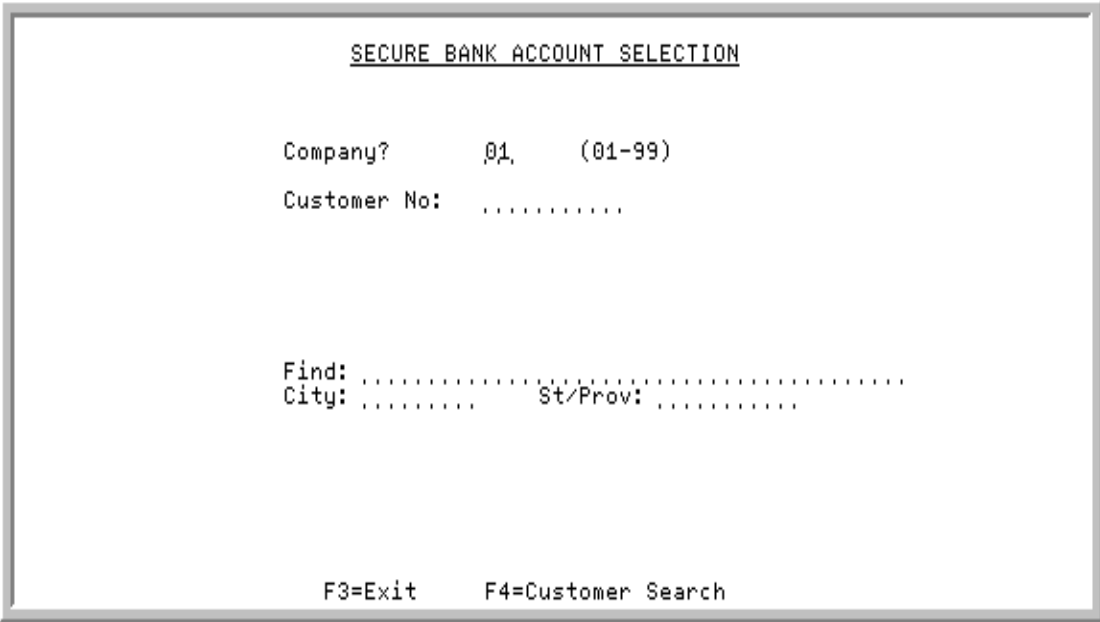 SECURE BANK ACCOUNT SELECTION
Company? 01 (01-99)
Customer No:
Find:
City: St/Prov:
F3=Exit F4=Customer Search